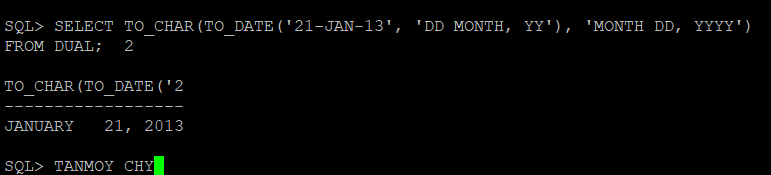 SQL> SELECT TO_CHAR(TO_DATE('21-JAN-13', 'DD MONTH, YY'), 'MONTH DD, YYYY')
FROM DUAL;  2
TO_CHAR(TO_DATE('2
------------------
JANUARY   21, 2013
SQL> TANMOY CHY